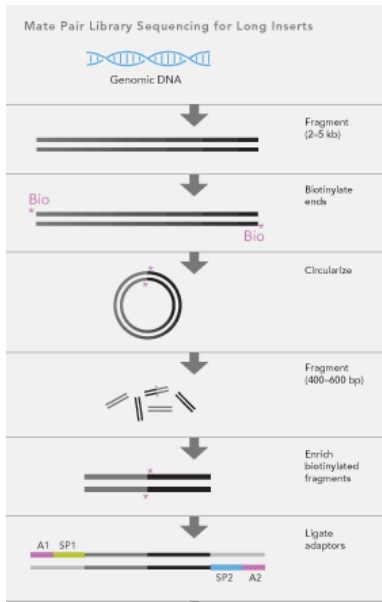 Mate Pair Library Sequencing for Long Inserts
Genomic DNA
Fragment
(2–5 kb)
Biotinylate
ends
Bio
*
*
Bio
*
*
Circularize
Fragment
(400–600 bp)
Enrich
biotinylated
fragments
*
*
Ligate
adaptors
A1 SP1
SP2 A2